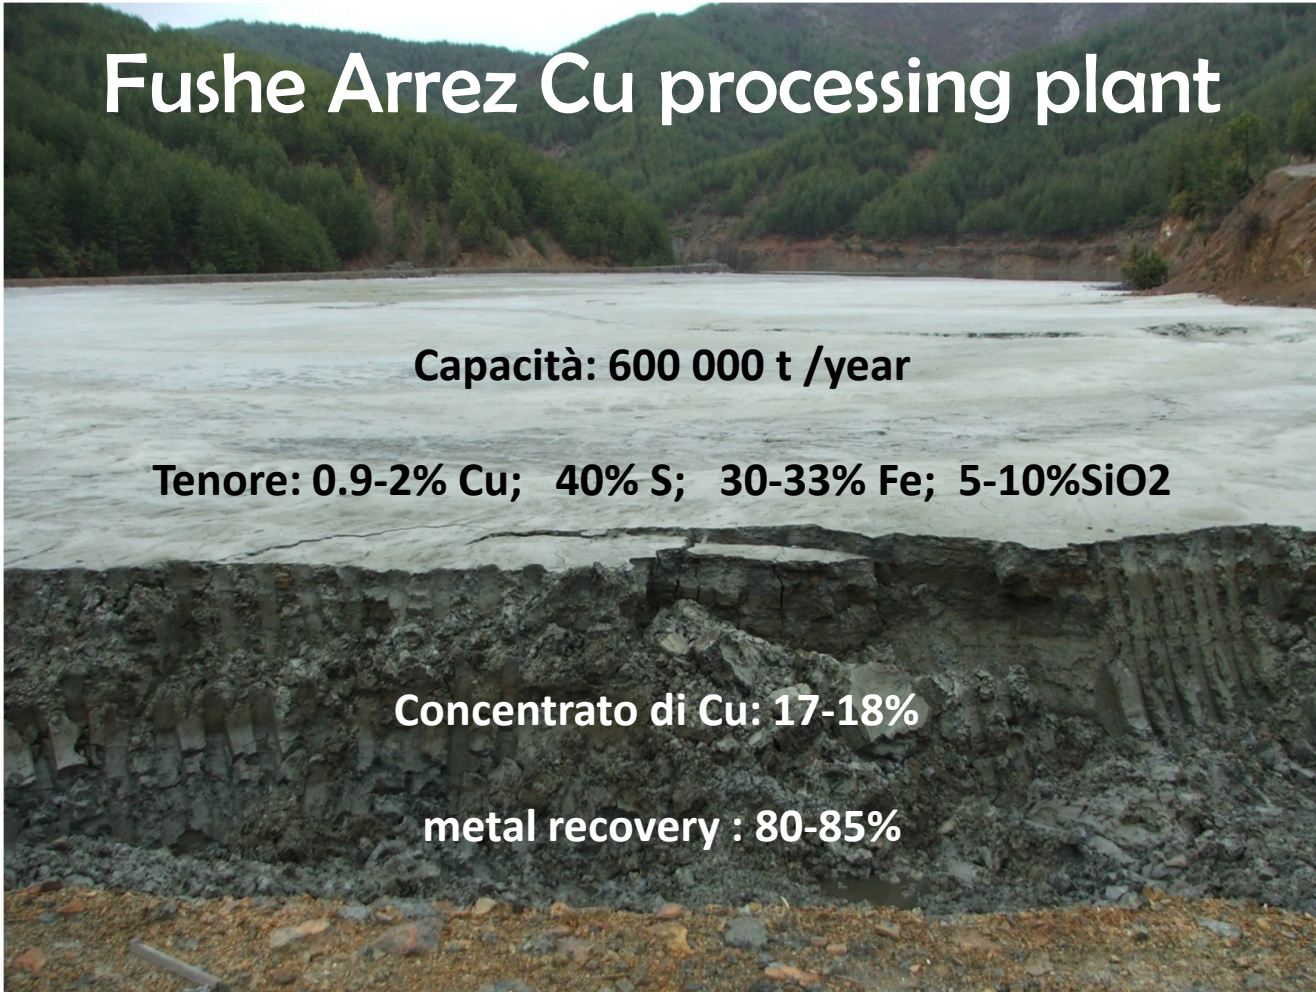 Fushe Arrez Cu processing plant
Capacità: 600 000 t /year
Tenore: 0.9-2% Cu;   40% S;   30-33% Fe;  5-10%SiO2
Concentrato di Cu: 17-18%
metal recovery : 80-85%